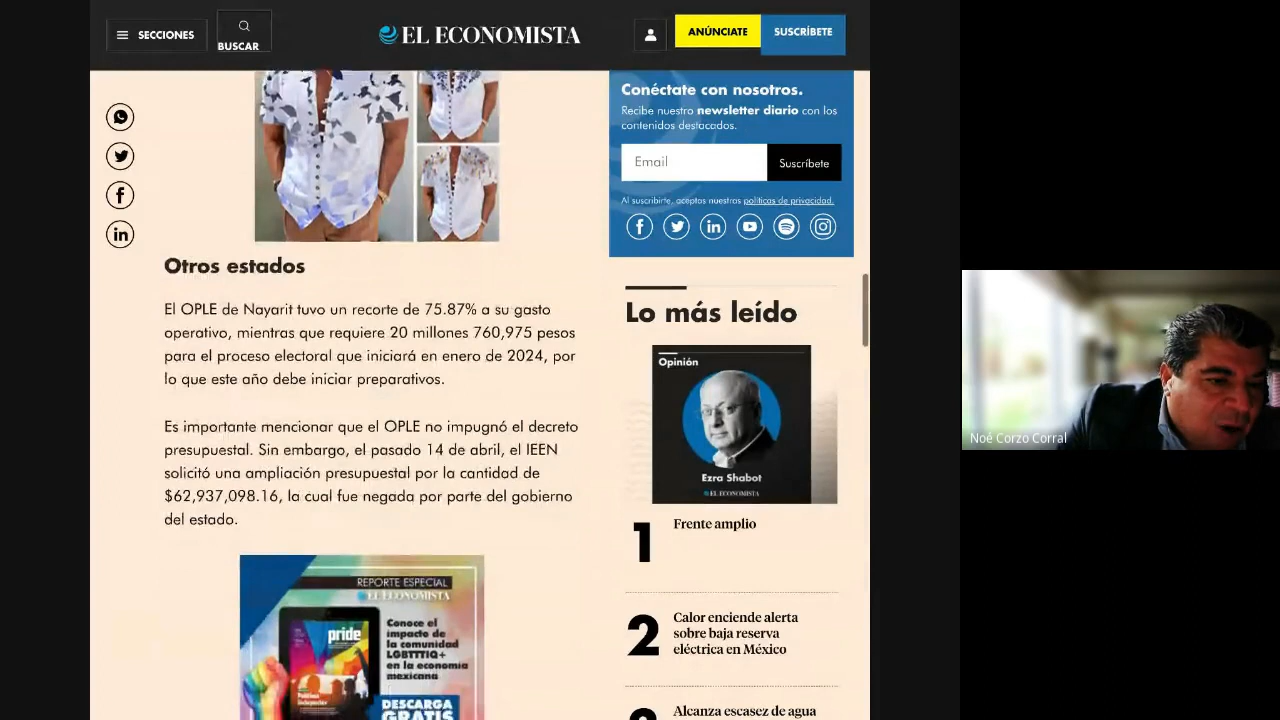 SECCIONES
BUSCAR
EL ECONOMISTA
ANÚNCIATE
SUSCRÍBETE
Otros estados
El OPLE de Nayarit tuvo un recorte de 75.87% a su gasto
operativo, mientras que requiere 20 millones 760,975 pesos
para el proceso electoral que iniciará en enero de 2024, por
lo que este año debe iniciar preparativos.
Es importante mencionar que el OPLE no impugnó el decreto
presupuestal. Sin embargo, el pasado 14 de abril, el IEEN
solicitó una ampliación presupuestal por la cantidad de
$62,937,098.16, la cual fue negada por parte del gobierno
del estado.
REPORTE ESPECIAL
EL ECONOMISTA
pride
Conoce el
impacto de
la comunidad
LGBTTTIQ+
en la economía
mexicana
DESCARGA
GRATIS
Conéctate con nosotros.
Recibe nuestro newsletter diario con los
contenidos destacados.
Email
Suscríbete
Al suscribirte, aceptas nuestras políticas de privacidad.
Lo más leído
Opinión
Ezra Shabot
EL ECONOMISTA
1
Frente amplio
2
Calor enciende alerta
sobre baja reserva
eléctrica en México
Alcanza escasez de agua
Noé Corzo Corral